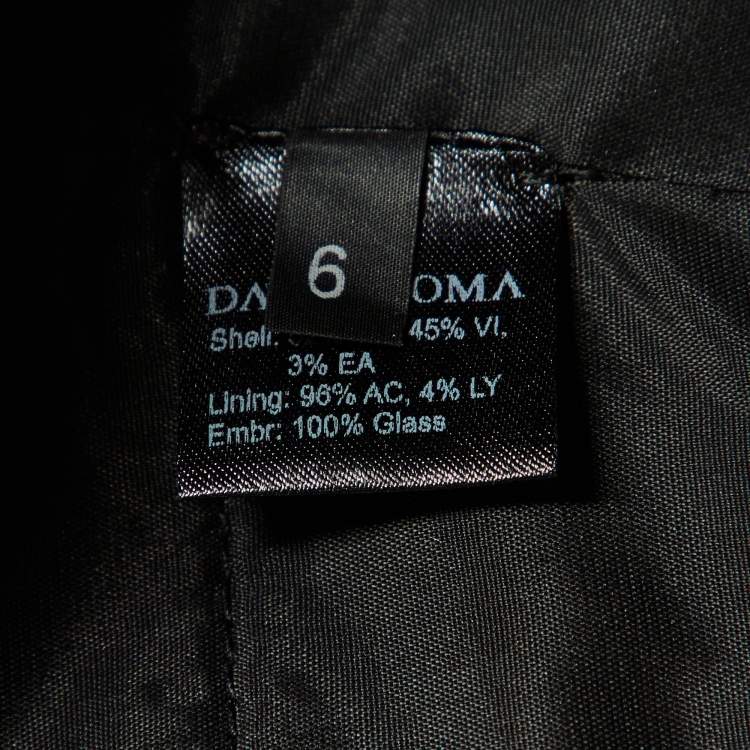 6
DA OMA
Shell: 45% VI,
3% EA
Lining: 96% AC, 4% LY
Embr: 100% Glass